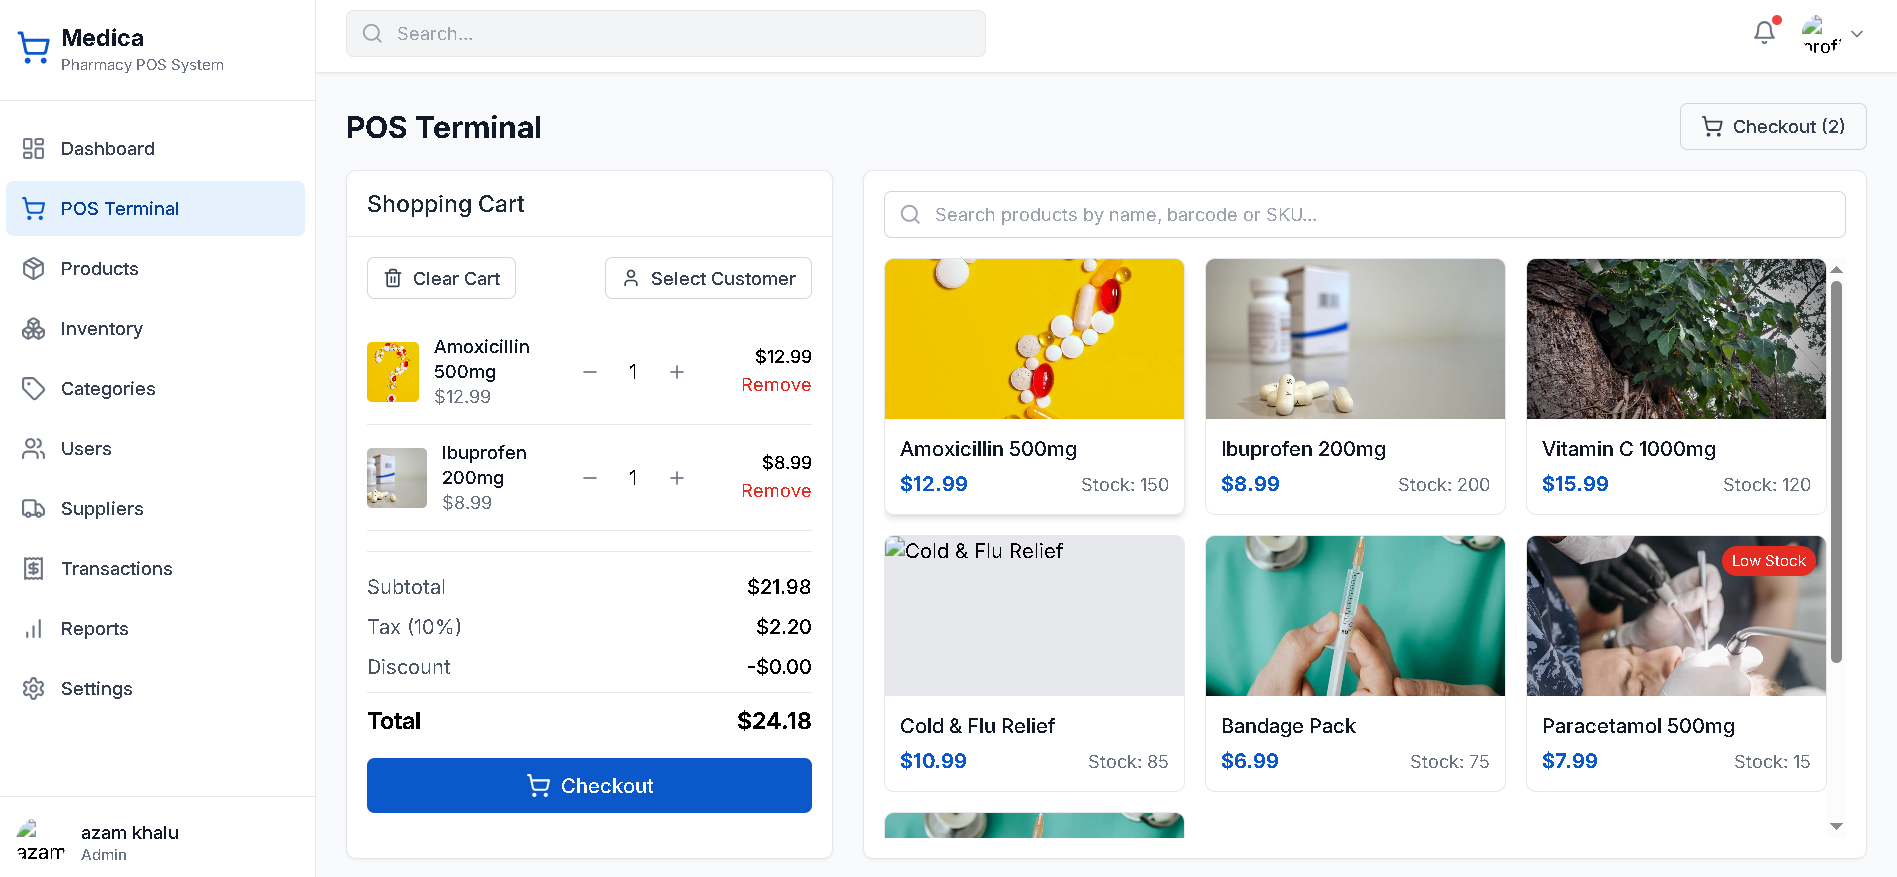 Medica
Pharmacy POS System
Search...
prof
Dashboard
POS Terminal
Products
Inventory
Categories
Users
Suppliers
Transactions
Reports
Settings
azam
azam khalu
Admin
POS Terminal
Checkout (2)
Shopping Cart
Clear Cart
Select Customer
Amoxicillin
500mg
$12.99
1
$12.99
Remove
Ibuprofen
200mg
$8.99
1
$8.99
Remove
Subtotal $21.98
Tax (10%) $2.20
Discount -$0.00
Total $24.18
Checkout
Search products by name, barcode or SKU...
Amoxicillin 500mg
$12.99 Stock: 150
Ibuprofen 200mg
$8.99 Stock: 200
Vitamin C 1000mg
$15.99 Stock: 120
Cold & Flu Relief
Cold & Flu Relief
$10.99 Stock: 85
Bandage Pack
$6.99 Stock: 75
Low Stock
Paracetamol 500mg
$7.99 Stock: 15